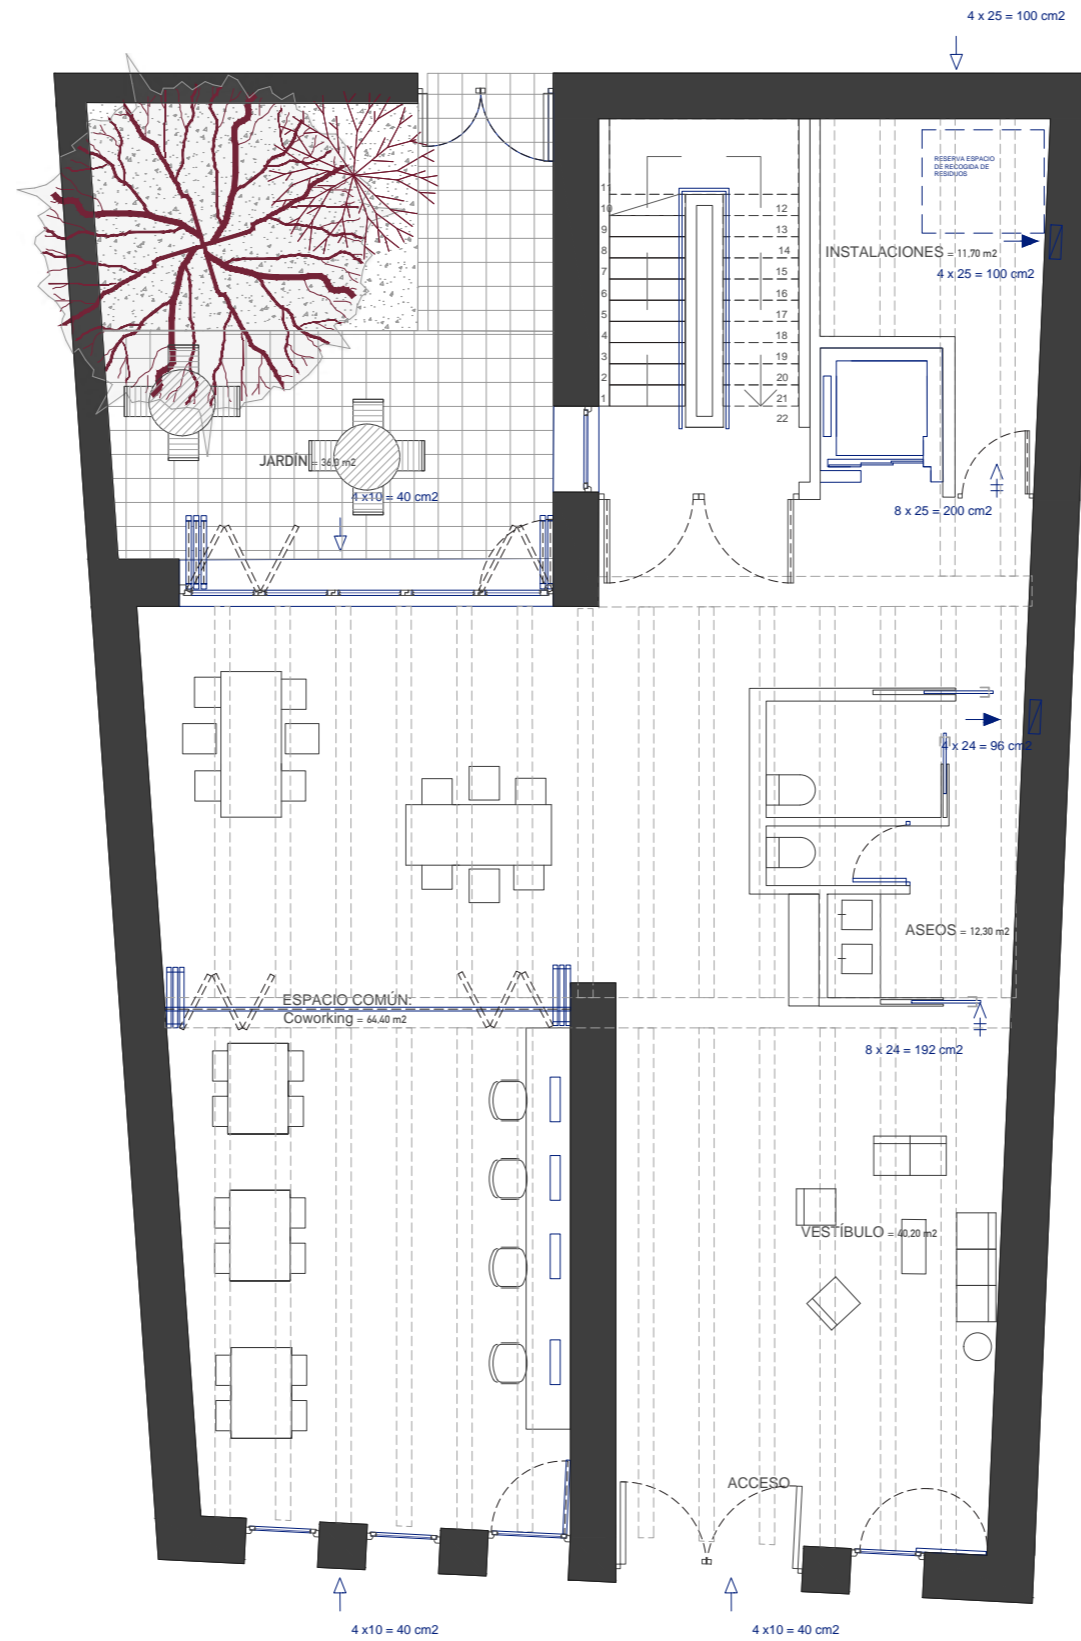 4 x 25 = 100 cm2
RESERVA ESPACIO
DE RECOGIDA DE
RESIDUOS
INSTALACIONES = 11,70 m2
4 x 25 = 100 cm2
11
10
9
8
7
6
5
4
3
2
1
12
13
14
15
16
17
18
19
20
21
22
JARDÍN = 36,0 m2
4 x10 = 40 cm2
8 x 25 = 200 cm2
4 x 24 = 96 cm2
ASEOS = 12,30 m2
ESPACIO COMÚN:
Coworking = 64,40 m2
8 x 24 = 192 cm2
VESTÍBULO = 40,20 m2
ACCESO
4 x10 = 40 cm2
4 x10 = 40 cm2